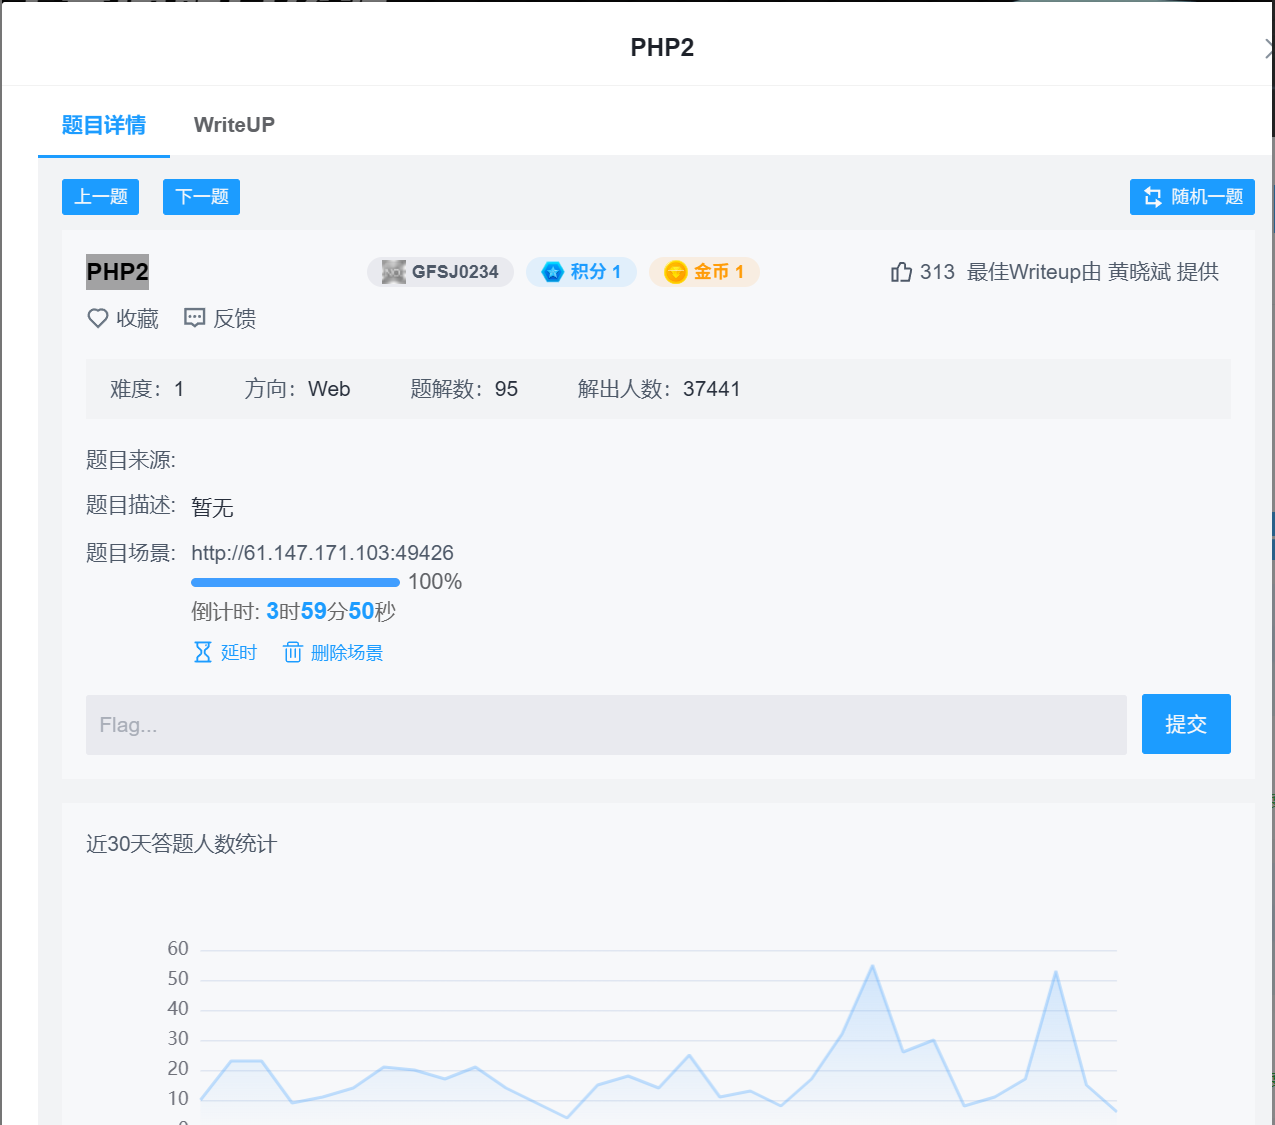 PHP2
题目详情 WriteUP
上一题 下一题 随机一题
PHP2 GFSJ0234 积分 1 金币 1 313 最佳Writeup由 黄晓斌 提供
收藏 反馈
难度：1 方向：Web 题解数：95 解出人数：37441
题目来源:
题目描述: 暂无
题目场景: http://61.147.171.103:49426
100%
倒计时: 3时59分50秒
延时 删除场景
Flag... 提交
近30天答题人数统计
60
50
40
30
20
10